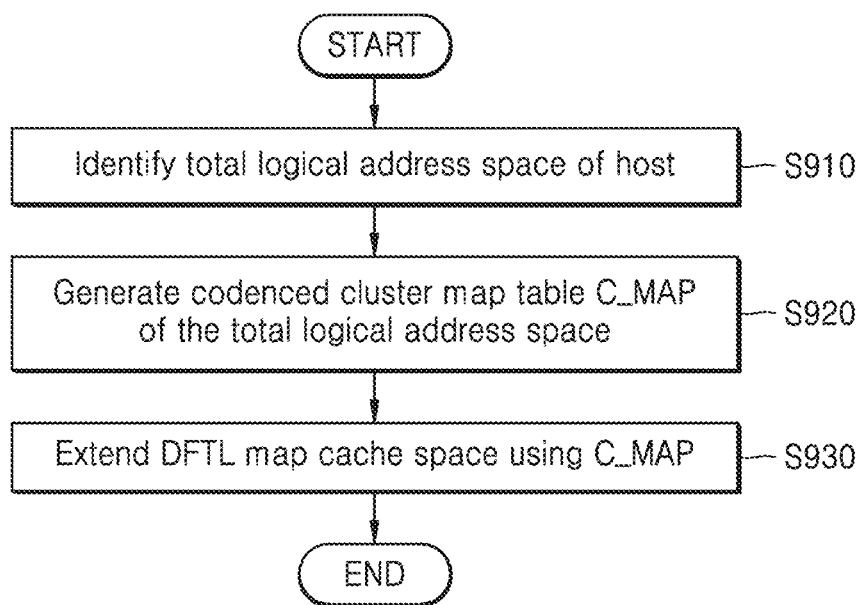 START
Identify total logical address space of host
S910
Generate codenced cluster map table C_MAP
of the total logical address space
S920
Extend DFTL map cache space using C_MAP
S930
END